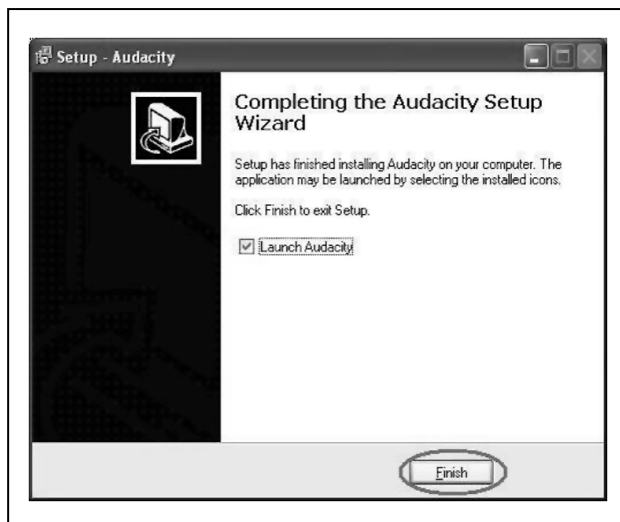 Setup - Audacity
Completing the Audacity Setup
Wizard
Setup has finished installing Audacity on your computer. The
application may be launched by selecting the installed icons.
Click Finish to exit Setup.
Launch Audacity
Finish